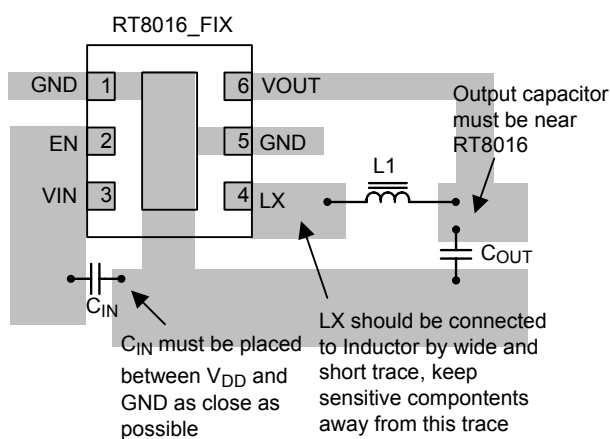 RT8016_FIX
GND 1
6 VOUT
EN 2
5 GND
VIN 3
4 LX
Output capacitor
must be near
RT8016
L1
COUT
CIN
CIN must be placed
between VDD and
GND as close as
possible
LX should be connected
to Inductor by wide and
short trace, keep
sensitive compontents
away from this trace